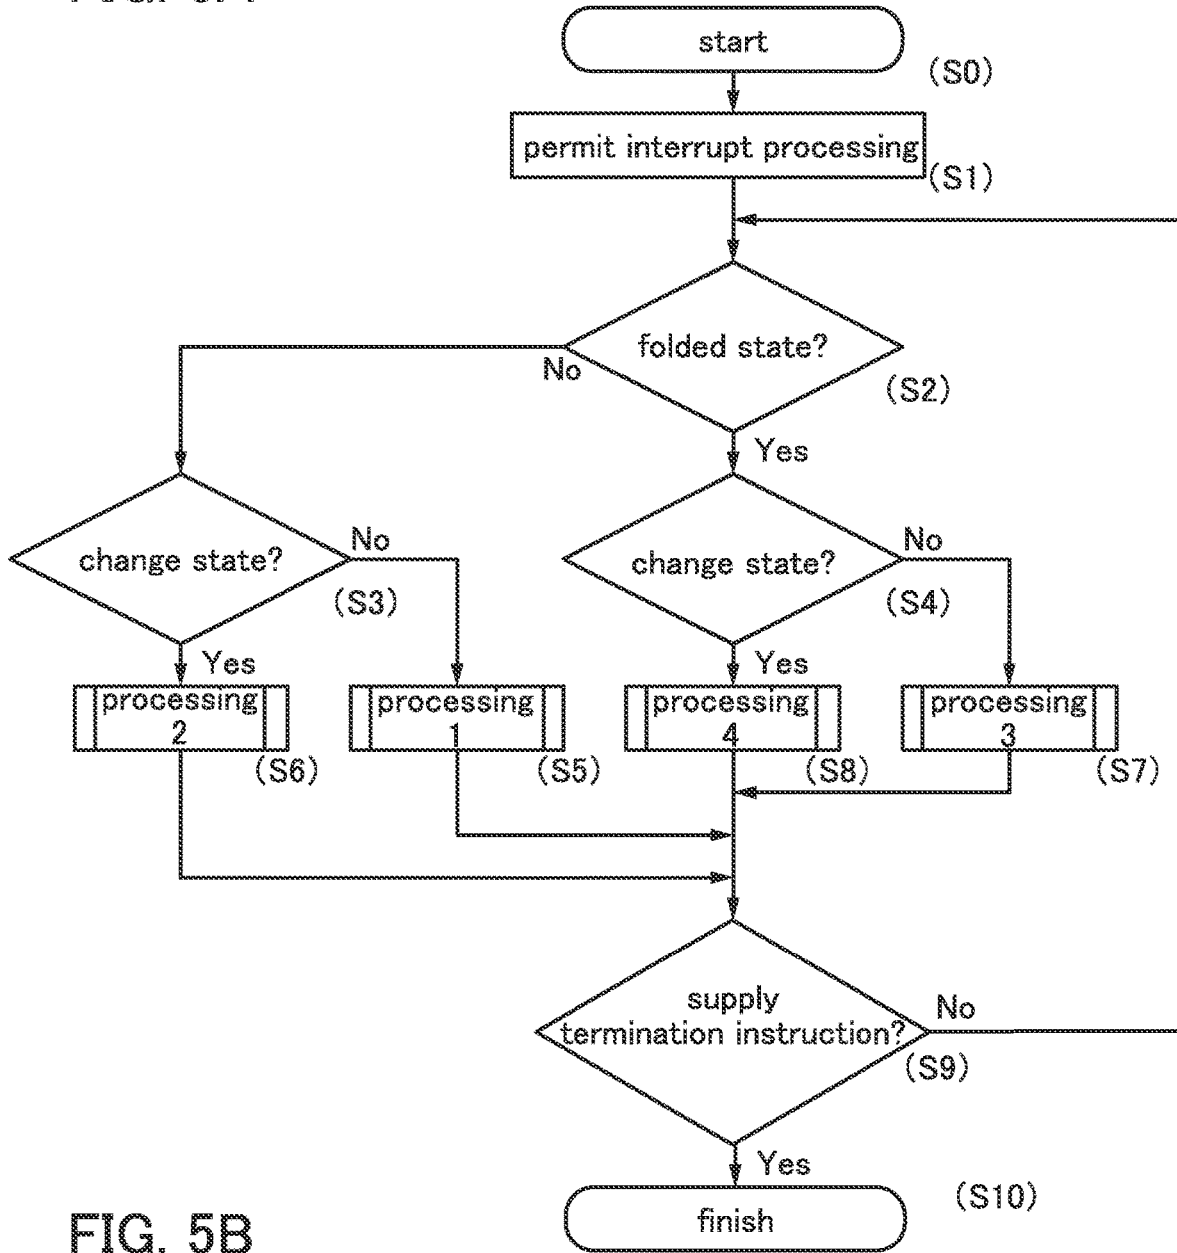 start
(S0)
permit interrupt processing
(S1)
folded state?
No
(S2)
Yes
change state?
No
(S3)
change state?
No
(S4)
Yes
Yes
processing
2
(S6)
processing
1
(S5)
processing
4
(S8)
processing
3
(S7)
supply
termination instruction?
No
(S9)
Yes
(S10)
finish
FIG. 5B